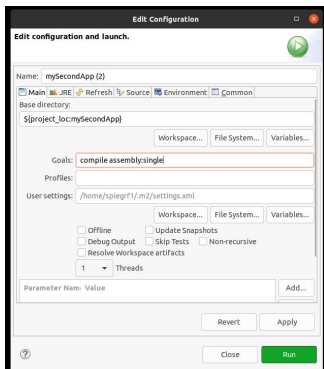 Edit Configuration
Edit configuration and launch.
Name: mySecondApp (2)
Main JRE Refresh Source Environment Common
Base directory:
${project_loc:mySecondApp}
Workspace... File System... Variables...
Goals: compile assembly:single
Profiles:
User settings: /home/spiegrf1/.m2/settings.xml
Workspace... File System... Variables...
Offline Update Snapshots
Debug Output Skip Tests Non-recursive
Resolve Workspace artifacts
1 Threads
Parameter Nam Value Add...
Revert Apply
Close Run